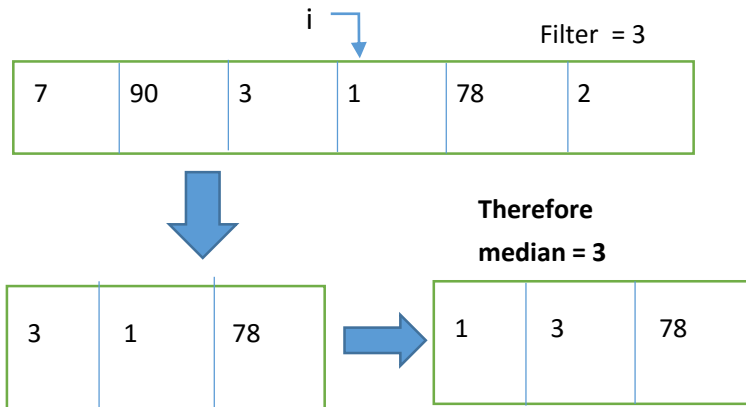 i
Filter = 3
7 90 3 1 78 2
Therefore
median = 3
3 1 78
1 3 78